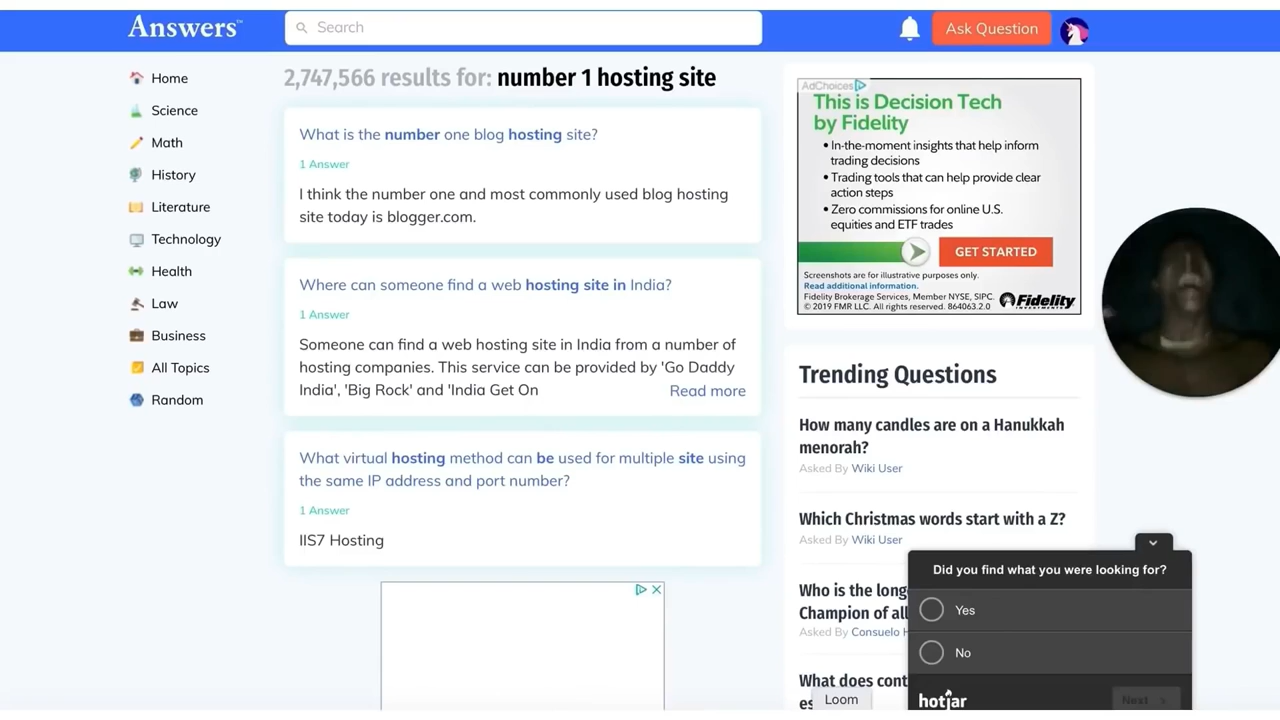 Answers™
Search
Ask Question
Home
Science
Math
History
Literature
Technology
Health
Law
Business
All Topics
Random
2,747,566 results for: number 1 hosting site
What is the number one blog hosting site?
1 Answer
I think the number one and most commonly used blog hosting
site today is blogger.com.
Where can someone find a web hosting site in India?
1 Answer
Someone can find a web hosting site in India from a number of
hosting companies. This service can be provided by 'Go Daddy
India', 'Big Rock' and 'India Get On
Read more
What virtual hosting method can be used for multiple site using
the same IP address and port number?
1 Answer
IIS7 Hosting
AdChoices
This is Decision Tech
by Fidelity
• In-the-moment insights that help inform
trading decisions
• Trading tools that can help provide clear
action steps
• Zero commissions for online U.S.
equities and ETF trades
GET STARTED
Screenshots are for illustrative purposes only.
Read additional information.
Fidelity Brokerage Services, Member NYSE, SIPC.
© 2019 FMR LLC. All rights reserved. 864063.2.0
Fidelity
INVESTMENTS
Trending Questions
How many candles are on a Hanukkah
menorah?
Asked By Wiki User
Which Christmas words start with a Z?
Asked By Wiki User
Who is the long
Champion of all
Asked By Consuelo H
What does cont
es
Loom
Did you find what you were looking for?
Yes
No
hotjar
Next >